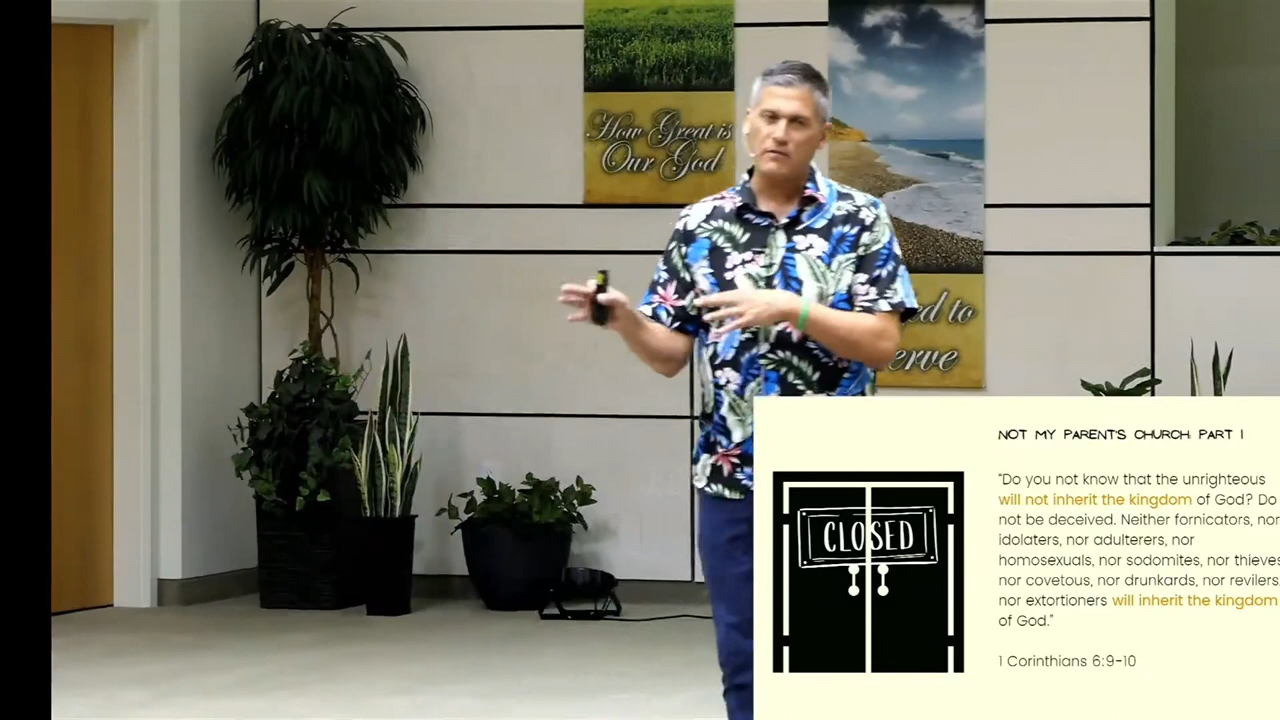 How Great is
Our God
ed to
erve
NOT MY PARENT'S CHURCH: PART 1
"Do you not know that the unrighteous
will not inherit the kingdom of God? Do
not be deceived. Neither fornicators, nor
idolaters, nor adulterers, nor
homosexuals, nor sodomites, nor thieves
nor covetous, nor drunkards, nor revilers
nor extortioners will inherit the kingdom
of God."
1 Corinthians 6:9-10
CLOSED